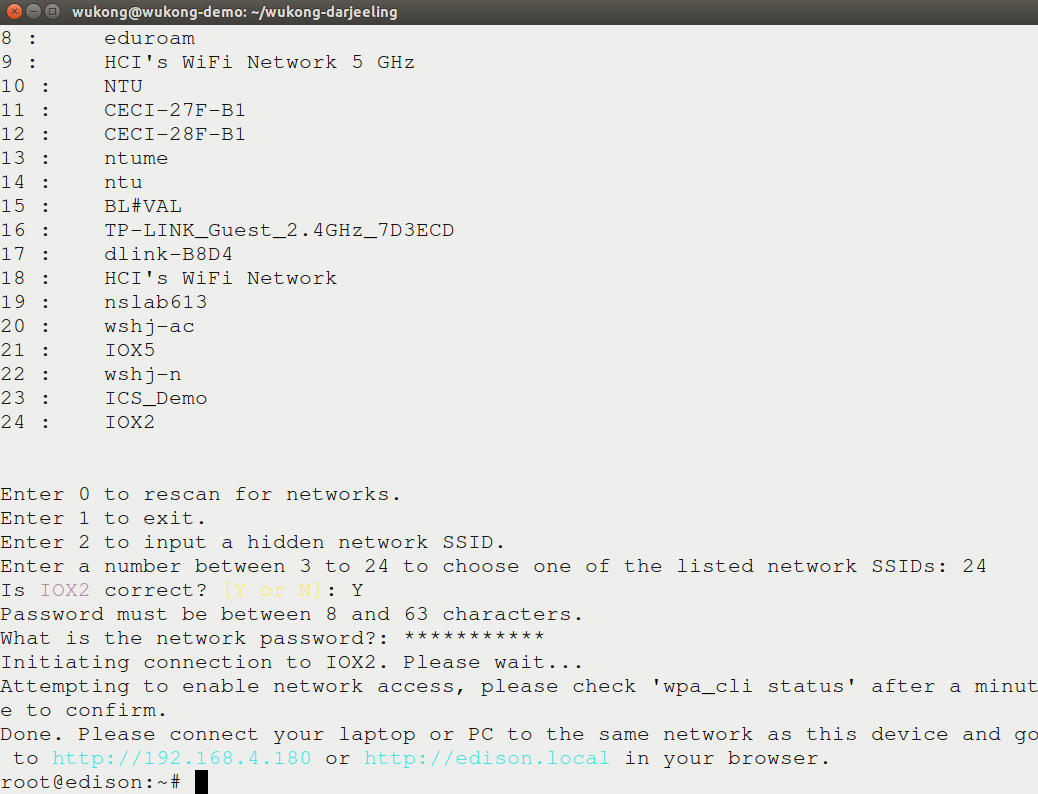 wukong@wukong-demo: ~/wukong-darjeeling
8 :     eduroam
9 :     HCI's WiFi Network 5 GHz
10 :    NTU
11 :    CECI-27F-B1
12 :    CECI-28F-B1
13 :    ntume
14 :    ntu
15 :    BL#VAL
16 :    TP-LINK_Guest_2.4GHz_7D3ECD
17 :    dlink-B8D4
18 :    HCI's WiFi Network
19 :    nslab613
20 :    wshj-ac
21 :    IOX5
22 :    wshj-n
23 :    ICS_Demo
24 :    IOX2
Enter 0 to rescan for networks.
Enter 1 to exit.
Enter 2 to input a hidden network SSID.
Enter a number between 3 to 24 to choose one of the listed network SSIDs: 24
Is IOX2 correct? [Y or N]: Y
Password must be between 8 and 63 characters.
What is the network password?: ***********
Initiating connection to IOX2. Please wait...
Attempting to enable network access, please check 'wpa_cli status' after a minut
e to confirm.
Done. Please connect your laptop or PC to the same network as this device and go
 to http://192.168.4.180 or http://edison.local in your browser.
root@edison:~#